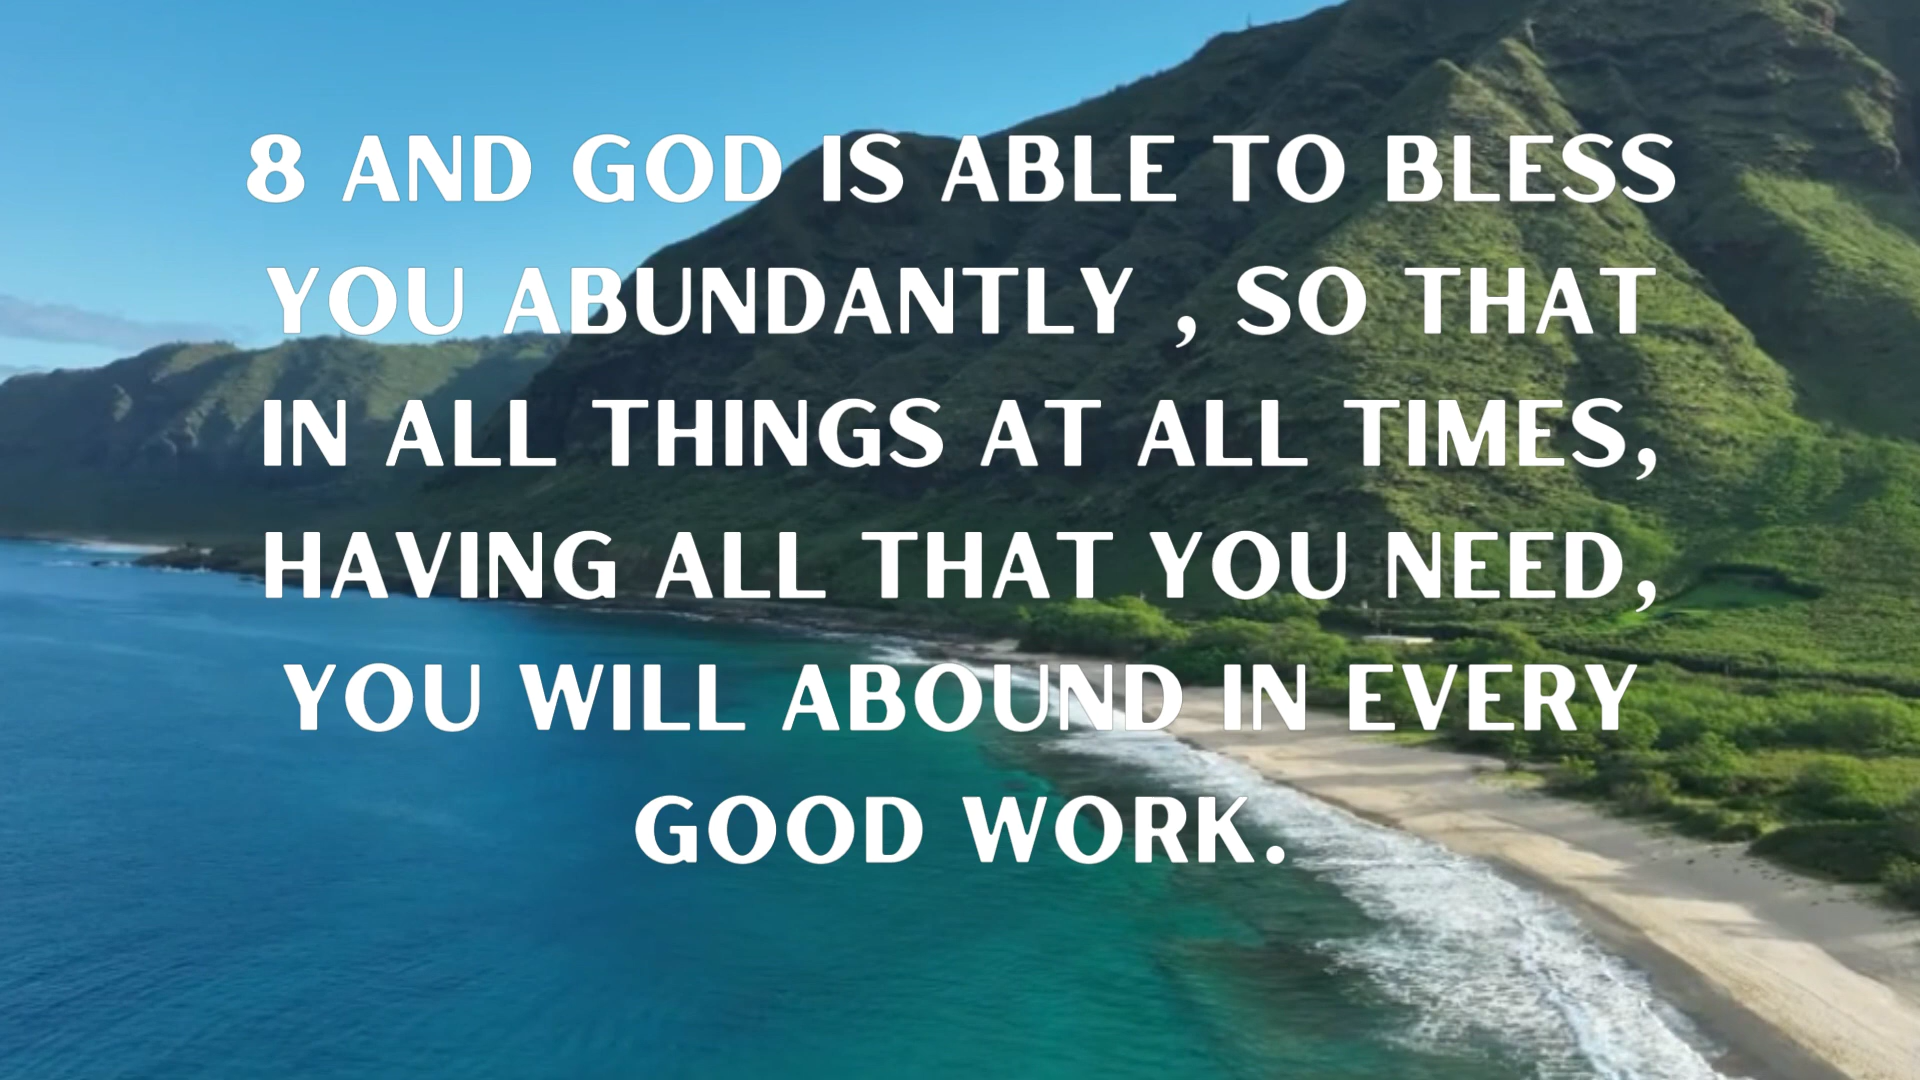 8 AND GOD IS ABLE TO BLESS
YOU ABUNDANTLY , SO THAT
IN ALL THINGS AT ALL TIMES,
HAVING ALL THAT YOU NEED,
YOU WILL ABOUND IN EVERY
GOOD WORK.